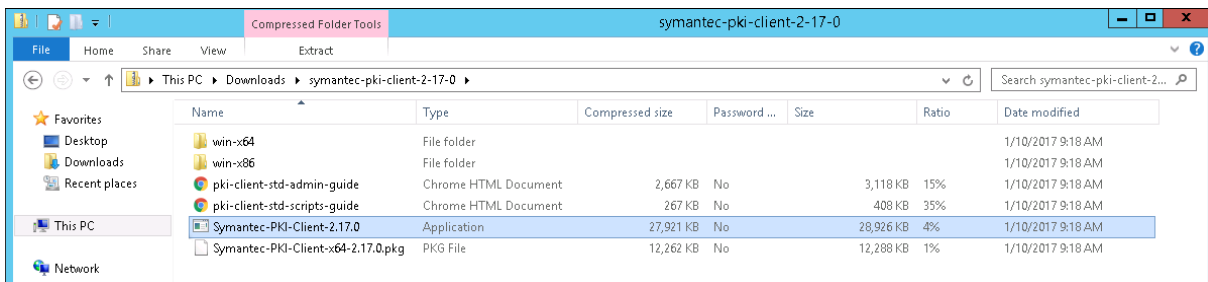 Compressed Folder Tools symantec-pki-client-2-17-0
File Home Share View Extract
This PC Downloads symantec-pki-client-2-17-0 Search symantec-pki-client-2...
Favorites
Desktop
Downloads
Recent places
This PC
Network
Name Type Compressed size Password ... Size Ratio Date modified
win-x64 File folder 1/10/2017 9:18 AM
win-x86 File folder 1/10/2017 9:18 AM
pki-client-std-admin-guide Chrome HTML Document 2,667 KB No 3,118 KB 15% 1/10/2017 9:18 AM
pki-client-std-scripts-guide Chrome HTML Document 267 KB No 408 KB 35% 1/10/2017 9:18 AM
Symantec-PKI-Client-2.17.0 Application 27,921 KB No 28,926 KB 4% 1/10/2017 9:18 AM
Symantec-PKI-Client-x64-2.17.0.pkg PKG File 12,262 KB No 12,288 KB 1% 1/10/2017 9:18 AM